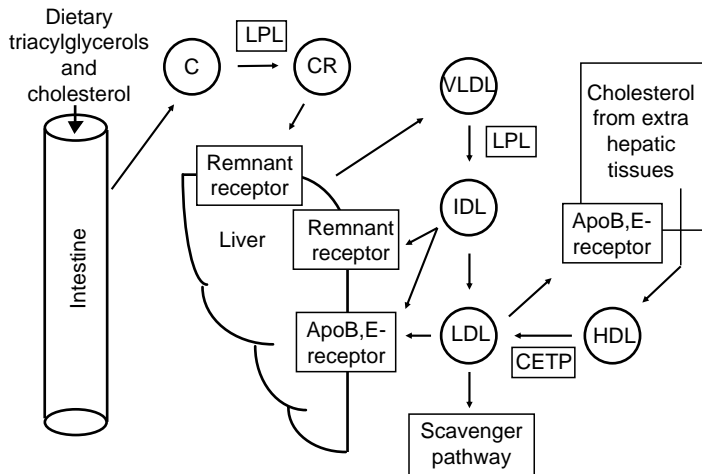 Dietary
triacylglycerols
and
cholesterol
LPL
C
CR
VLDL
LPL
Cholesterol
from extra
hepatic
tissues
Remnant
receptor
Liver
Remnant
receptor
IDL
ApoB,E-
receptor
Intestine
ApoB,E-
receptor
LDL
HDL
CETP
Scavenger
pathway